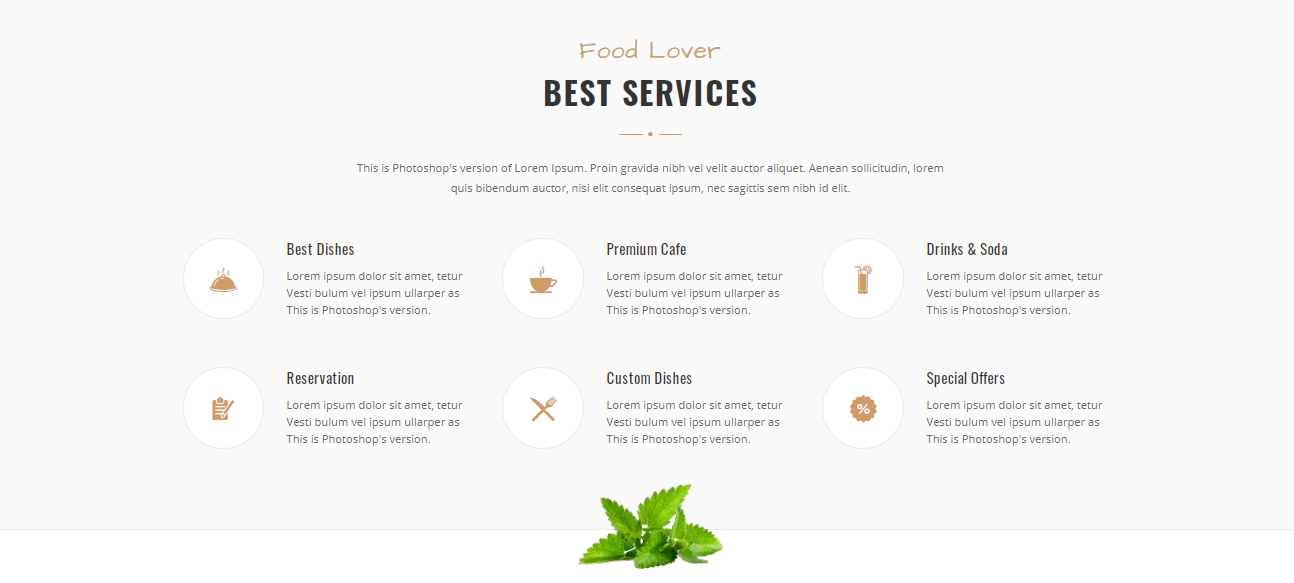 Food Lover
BEST SERVICES
This is Photoshop's version of Lorem Ipsum. Proin gravida nibh vel velit auctor aliquet. Aenean sollicitudin, lorem
quis bibendum auctor, nisi elit consequat ipsum, nec sagittis sem nibh id elit.
Best Dishes
Lorem ipsum dolor sit amet, tetur
Vesti bulum vel ipsum ullarper as
This is Photoshop's version.
Premium Cafe
Lorem ipsum dolor sit amet, tetur
Vesti bulum vel ipsum ullarper as
This is Photoshop's version.
Drinks & Soda
Lorem ipsum dolor sit amet, tetur
Vesti bulum vel ipsum ullarper as
This is Photoshop's version.
Reservation
Lorem ipsum dolor sit amet, tetur
Vesti bulum vel ipsum ullarper as
This is Photoshop's version.
Custom Dishes
Lorem ipsum dolor sit amet, tetur
Vesti bulum vel ipsum ullarper as
This is Photoshop's version.
%
Special Offers
Lorem ipsum dolor sit amet, tetur
Vesti bulum vel ipsum ullarper as
This is Photoshop's version.